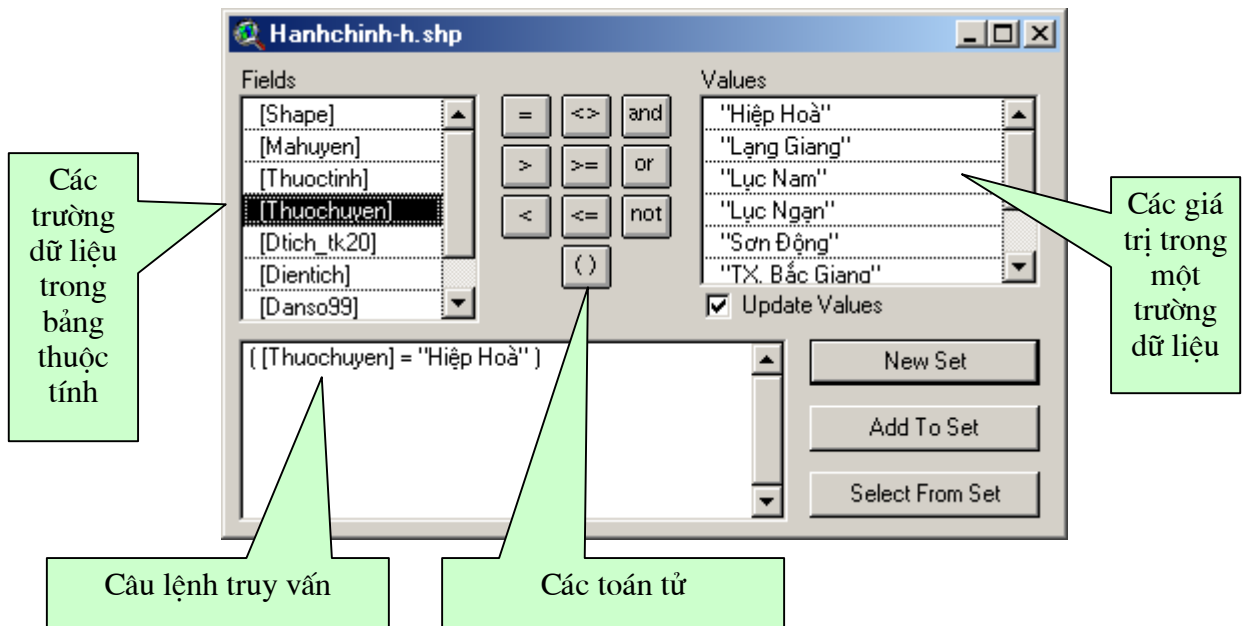 Hanhchinh-h.shp
Fields
[Shape]
[Mahuyen]
[Thuoctinh]
[Thuochuyen]
[Dtich_tk20]
[Dientich]
[Danso99]
= <> and
> >= or
< <= not
( )
Values
"Hiệp Hoà"
"Lạng Giang"
"Lục Nam"
"Lục Ngạn"
"Sơn Động"
"TX. Bắc Giang"
Update Values
( [Thuochuyen] = "Hiệp Hoà" )
New Set
Add To Set
Select From Set
Các
trường
dữ liệu
trong
bảng
thuộc
tính
Các giá
trị trong
một
trường
dữ liệu
Câu lệnh truy vấn
Các toán tử